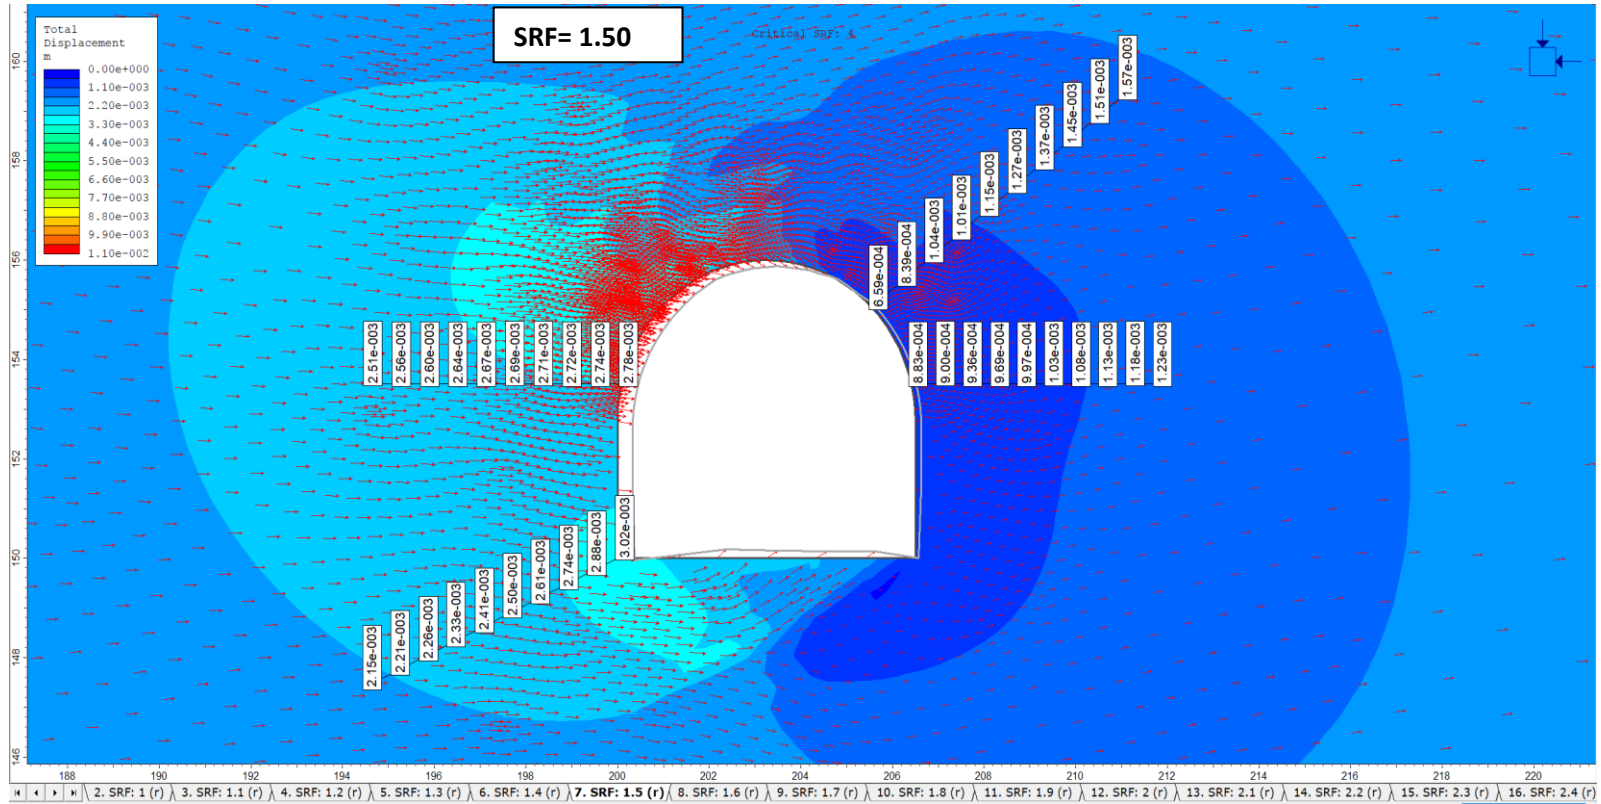 SRF= 1.50
Critical SRF: 4
Total
Displacement
m
0.00e+000
1.10e-003
2.20e-003
3.30e-003
4.40e-003
5.50e-003
6.60e-003
7.70e-003
8.80e-003
9.90e-003
1.10e-002
160
158
156
154
152
150
148
146
1.57e-003
1.51e-003
1.45e-003
1.37e-003
1.27e-003
1.15e-003
1.01e-003
1.04e-003
8.39e-004
6.59e-004
2.51e-003
2.56e-003
2.60e-003
2.64e-003
2.67e-003
2.69e-003
2.71e-003
2.72e-003
2.74e-003
2.78e-003
8.83e-004
9.00e-004
9.36e-004
9.69e-004
9.97e-004
1.03e-003
1.08e-003
1.13e-003
1.18e-003
1.23e-003
2.15e-003
2.21e-003
2.26e-003
2.33e-003
2.41e-003
2.50e-003
2.61e-003
2.74e-003
2.88e-003
3.02e-003
188 190 192 194 196 198 200 202 204 206 208 210 212 214 216 218 220
2. SRF: 1 (r) 3. SRF: 1.1 (r) 4. SRF: 1.2 (r) 5. SRF: 1.3 (r) 6. SRF: 1.4 (r) 7. SRF: 1.5 (r) 8. SRF: 1.6 (r) 9. SRF: 1.7 (r) 10. SRF: 1.8 (r) 11. SRF: 1.9 (r) 12. SRF: 2 (r) 13. SRF: 2.1 (r) 14. SRF: 2.2 (r) 15. SRF: 2.3 (r) 16. SRF: 2.4 (r)